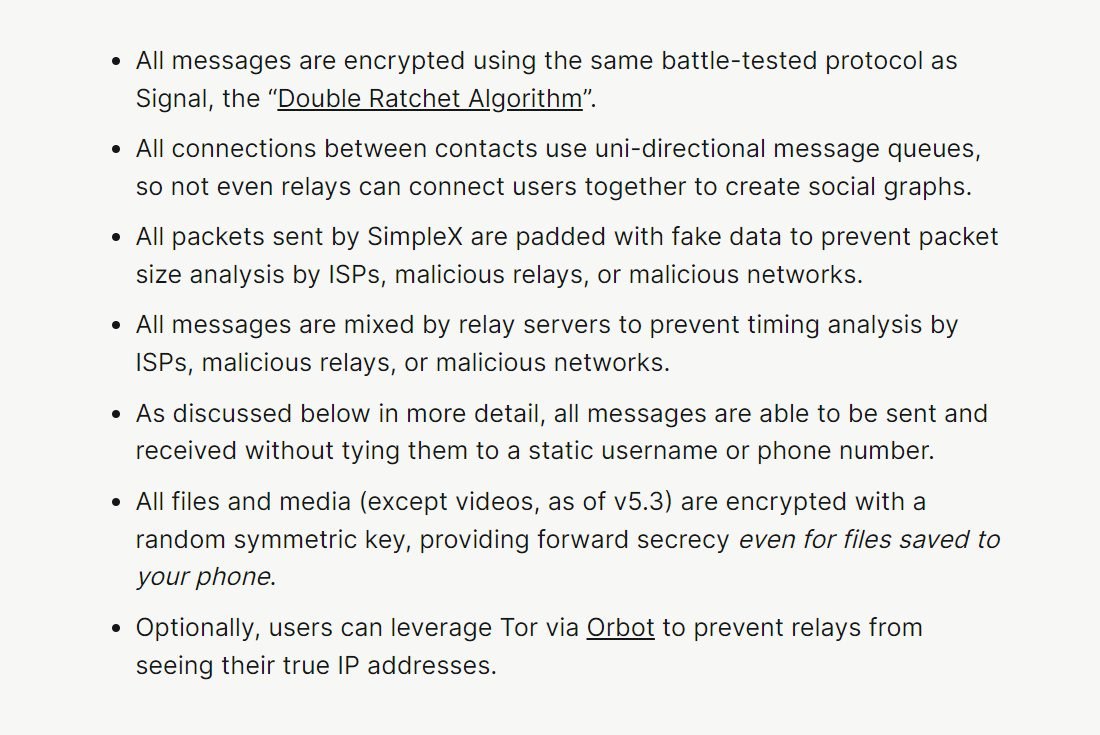 • All messages are encrypted using the same battle-tested protocol as
Signal, the “Double Ratchet Algorithm”.
• All connections between contacts use uni-directional message queues,
so not even relays can connect users together to create social graphs.
• All packets sent by SimpleX are padded with fake data to prevent packet
size analysis by ISPs, malicious relays, or malicious networks.
• All messages are mixed by relay servers to prevent timing analysis by
ISPs, malicious relays, or malicious networks.
• As discussed below in more detail, all messages are able to be sent and
received without tying them to a static username or phone number.
• All files and media (except videos, as of v5.3) are encrypted with a
random symmetric key, providing forward secrecy even for files saved to
your phone.
• Optionally, users can leverage Tor via Orbot to prevent relays from
seeing their true IP addresses.